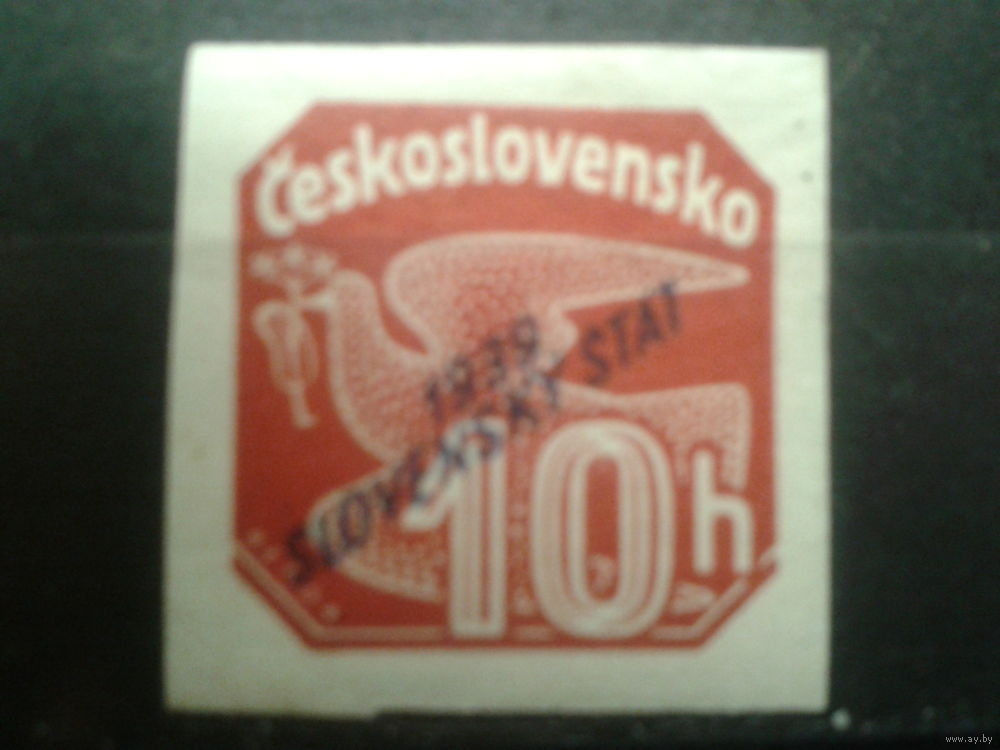 Československo
1939
SLOVENSKÝ ŠTÁT
10h
www.ay.by